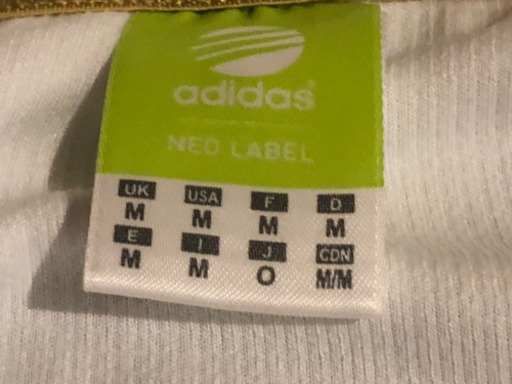 adidas
NEO LABEL
UK USA F D
M M M M
E I J CDN
M M O M/M